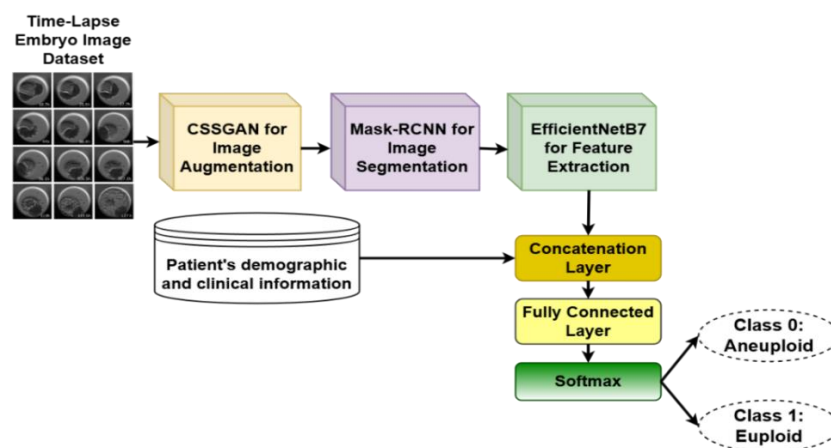 Time-Lapse
Embryo Image
Dataset
CSSGAN for
Image
Augmentation
Mask-RCNN for
Image
Segmentation
EfficientNetB7
for Feature
Extraction
Patient's demographic
and clinical information
Concatenation
Layer
Fully Connected
Layer
Softmax
Class 0:
Aneuploid
Class 1:
Euploid